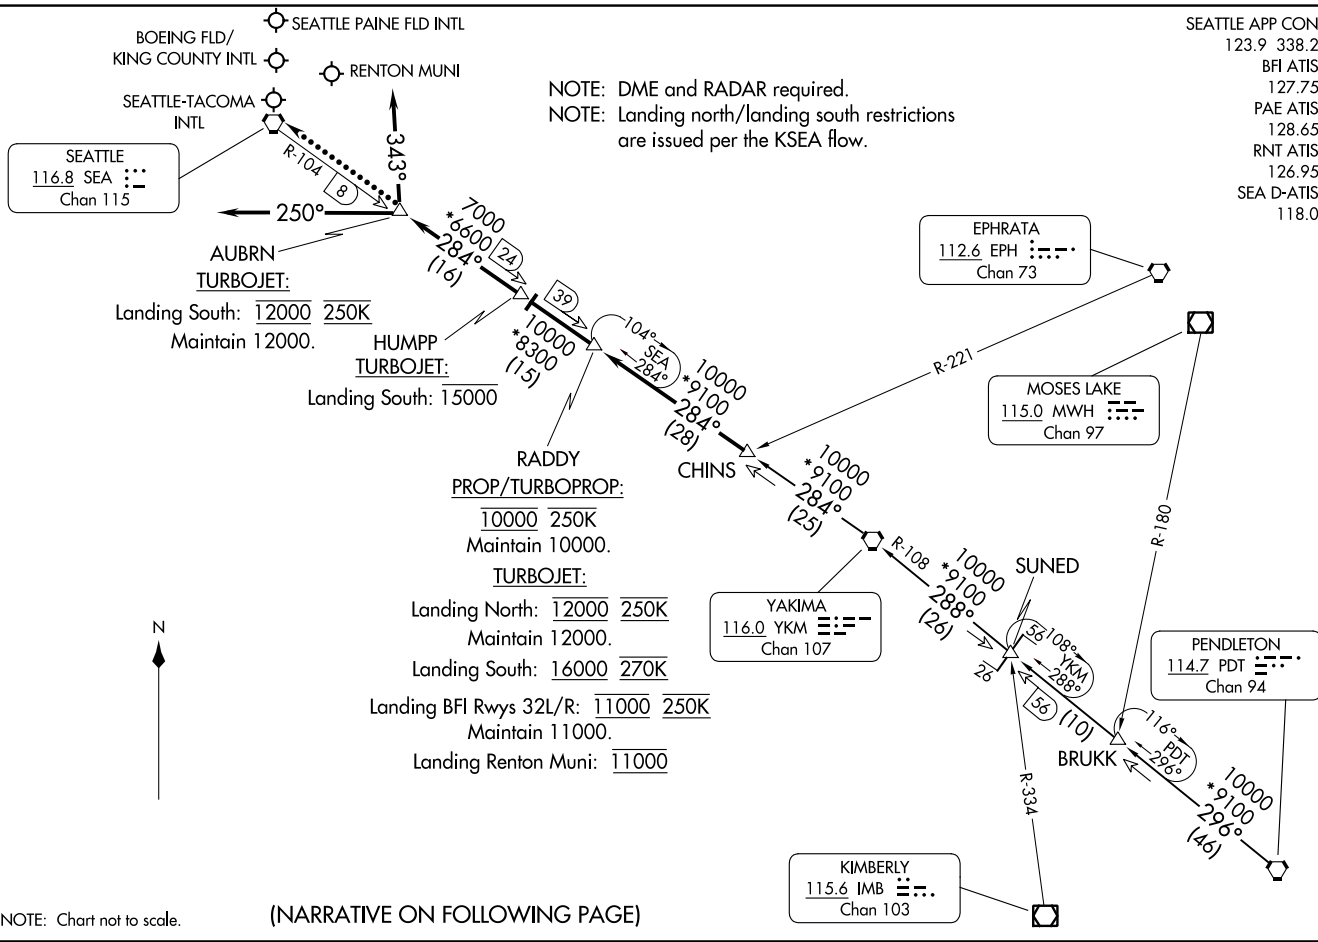 SEATTLE PAINE FLD INTL
BOEING FLD/
KING COUNTY INTL
RENTON MUNI
SEATTLE-TACOMA
INTL
NOTE: DME and RADAR required.
NOTE: Landing north/landing south restrictions
are issued per the KSEA flow.
SEATTLE APP CON
123.9 338.2
BFI ATIS
127.75
PAE ATIS
128.65
RNT ATIS
126.95
SEA D-ATIS
118.0
SEATTLE
116.8 SEA
Chan 115
R-104
8
343°
250°
AUBRN
TURBOJET:
Landing South: 12000 250K
Maintain 12000.
7000
*6600
284°
(16)
24
HUMPP
TURBOJET:
Landing South: 15000
39
10000
*8300
(15)
104°
SEA
284°
RADDY
PROP/TURBOPROP:
10000 250K
Maintain 10000.
TURBOJET:
Landing North: 12000 250K
Maintain 12000.
Landing South: 16000 270K
Landing BFI Rwys 32L/R: 11000 250K
Maintain 11000.
Landing Renton Muni: 11000
10000
*9100
284°
(28)
CHINS
EPHRATA
112.6 EPH
Chan 73
R-221
MOSES LAKE
115.0 MWH
Chan 97
R-180
10000
*9100
284°
(25)
YAKIMA
116.0 YKM
Chan 107
R-108
10000
*9100
288°
(26)
SUNED
26
56
108°
YKM
288°
56
(10)
BRUKK
116°
PDT
296°
PENDLETON
114.7 PDT
Chan 94
10000
*9100
296°
(46)
R-334
KIMBERLY
115.6 IMB
Chan 103
N
NOTE: Chart not to scale.
(NARRATIVE ON FOLLOWING PAGE)